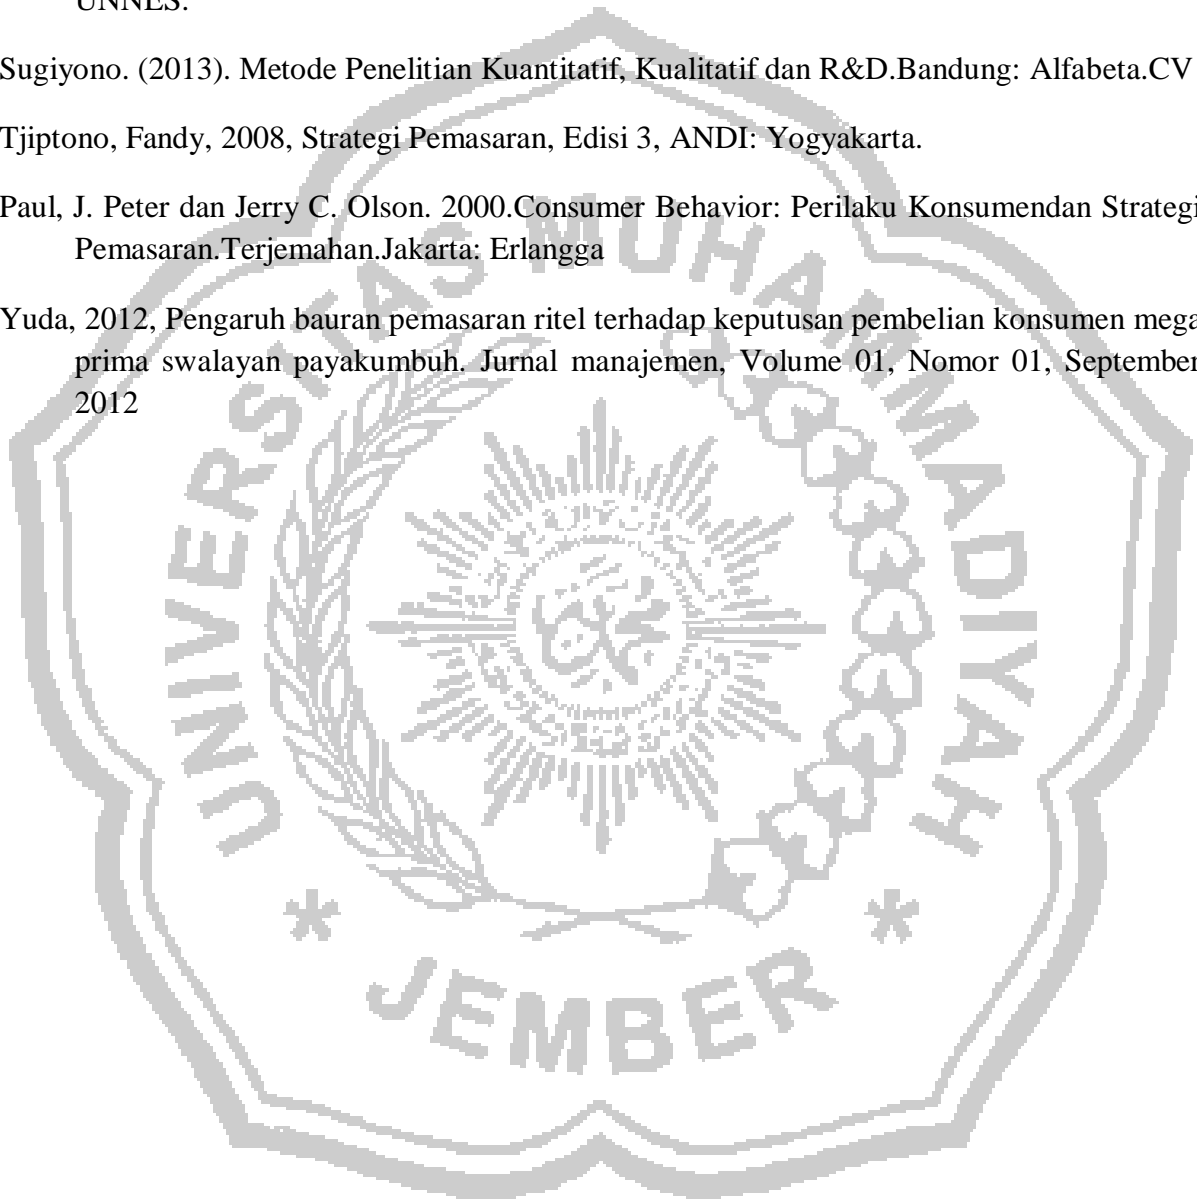 UNNES.
Sugiyono. (2013). Metode Penelitian Kuantitatif, Kualitatif dan R&D.Bandung: Alfabeta.CV
Tjiptono, Fandy, 2008, Strategi Pemasaran, Edisi 3, ANDI: Yogyakarta.
Paul, J. Peter dan Jerry C. Olson. 2000.Consumer Behavior: Perilaku Konsumendan Strategi
Pemasaran.Terjemahan.Jakarta: Erlangga
Yuda, 2012, Pengaruh bauran pemasaran ritel terhadap keputusan pembelian konsumen mega
prima swalayan payakumbuh. Jurnal manajemen, Volume 01, Nomor 01, September
2012
UNIVERSITAS MUHAMMADIYAH
* JEMBER *